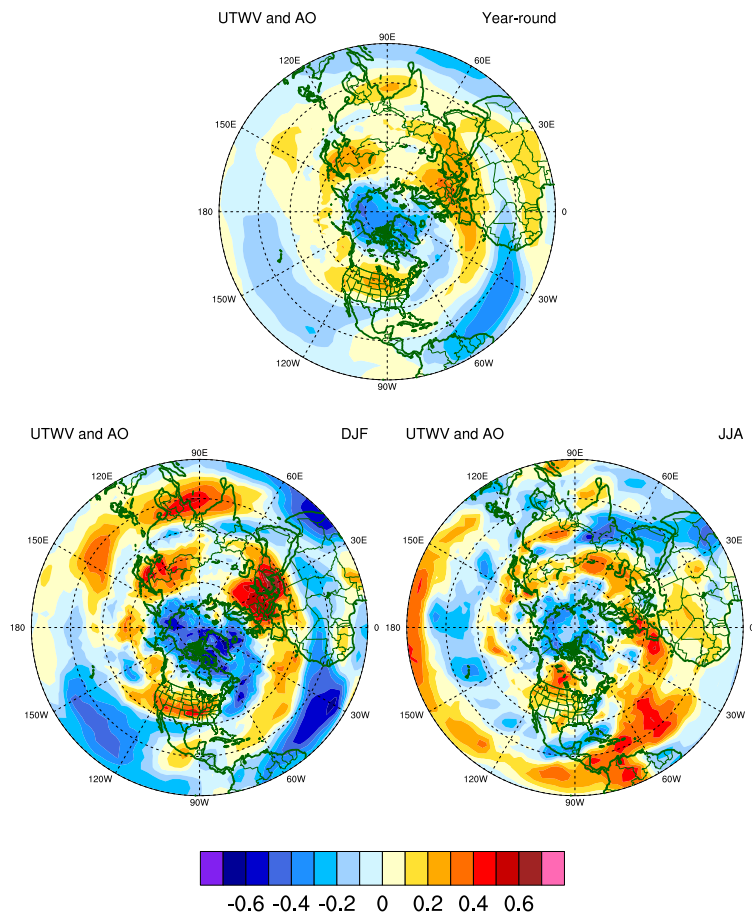 UTWV and AO Year-round
90E
120E 60E
150E 30E
180 0
150W 30W
120W 60W
90W
UTWV and AO DJF
90E
120E 60E
150E 30E
180 0
150W 30W
120W 60W
90W
UTWV and AO JJA
90E
120E 60E
150E 30E
180 0
150W 30W
120W 60W
90W
-0.6 -0.4 -0.2 0 0.2 0.4 0.6